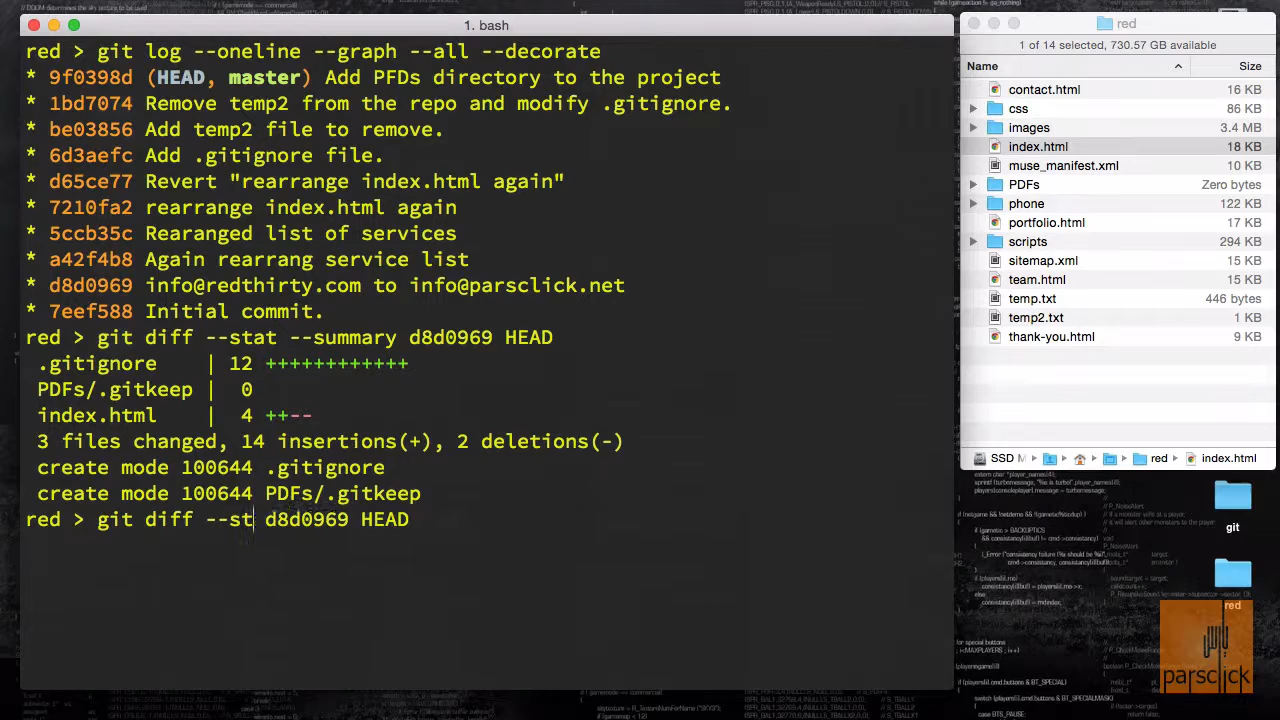 1. bash
red > git log --oneline --graph --all --decorate
* 9f0398d (HEAD, master) Add PFDs directory to the project
* 1bd7074 Remove temp2 from the repo and modify .gitignore.
* be03856 Add temp2 file to remove.
* 6d3aefc Add .gitignore file.
* d65ce77 Revert "rearrange index.html again"
* 7210fa2 rearrange index.html again
* 5ccb35c Rearanged list of services
* a42f4b8 Again rearrang service list
* d8d0969 info@redthirty.com to info@parsclick.net
* 7eef588 Initial commit.
red > git diff --stat --summary d8d0969 HEAD
.gitignore | 12 ++++++++++++
PDFs/.gitkeep | 0
index.html | 4 ++--
3 files changed, 14 insertions(+), 2 deletions(-)
create mode 100644 .gitignore
create mode 100644 PDFs/.gitkeep
red > git diff --st d8d0969 HEAD
red
1 of 14 selected, 730.57 GB available
Name Size
contact.html 16 KB
css 86 KB
images 3.4 MB
index.html 18 KB
muse_manifest.xml 10 KB
PDFs Zero bytes
phone 122 KB
portfolio.html 17 KB
scripts 294 KB
sitemap.xml 15 KB
team.html 15 KB
temp.txt 446 bytes
temp2.txt 1 KB
thank-you.html 9 KB
SSD red index.html
git
red
پارس
parsclick